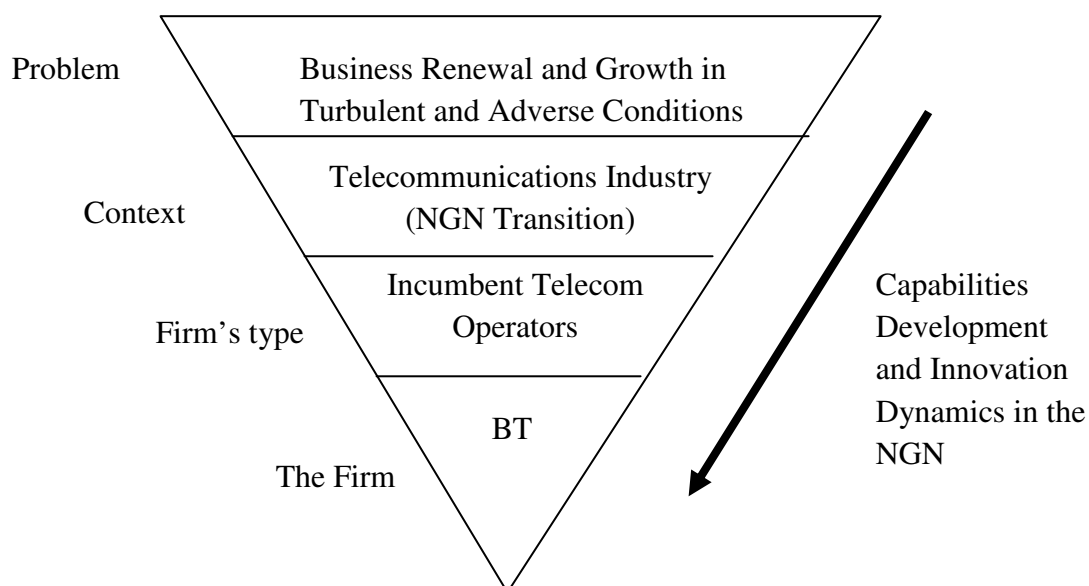 Problem
Business Renewal and Growth in
Turbulent and Adverse Conditions
Context
Telecommunications Industry
(NGN Transition)
Firm’s type
Incumbent Telecom
Operators
The Firm
BT
Capabilities
Development
and Innovation
Dynamics in the
NGN